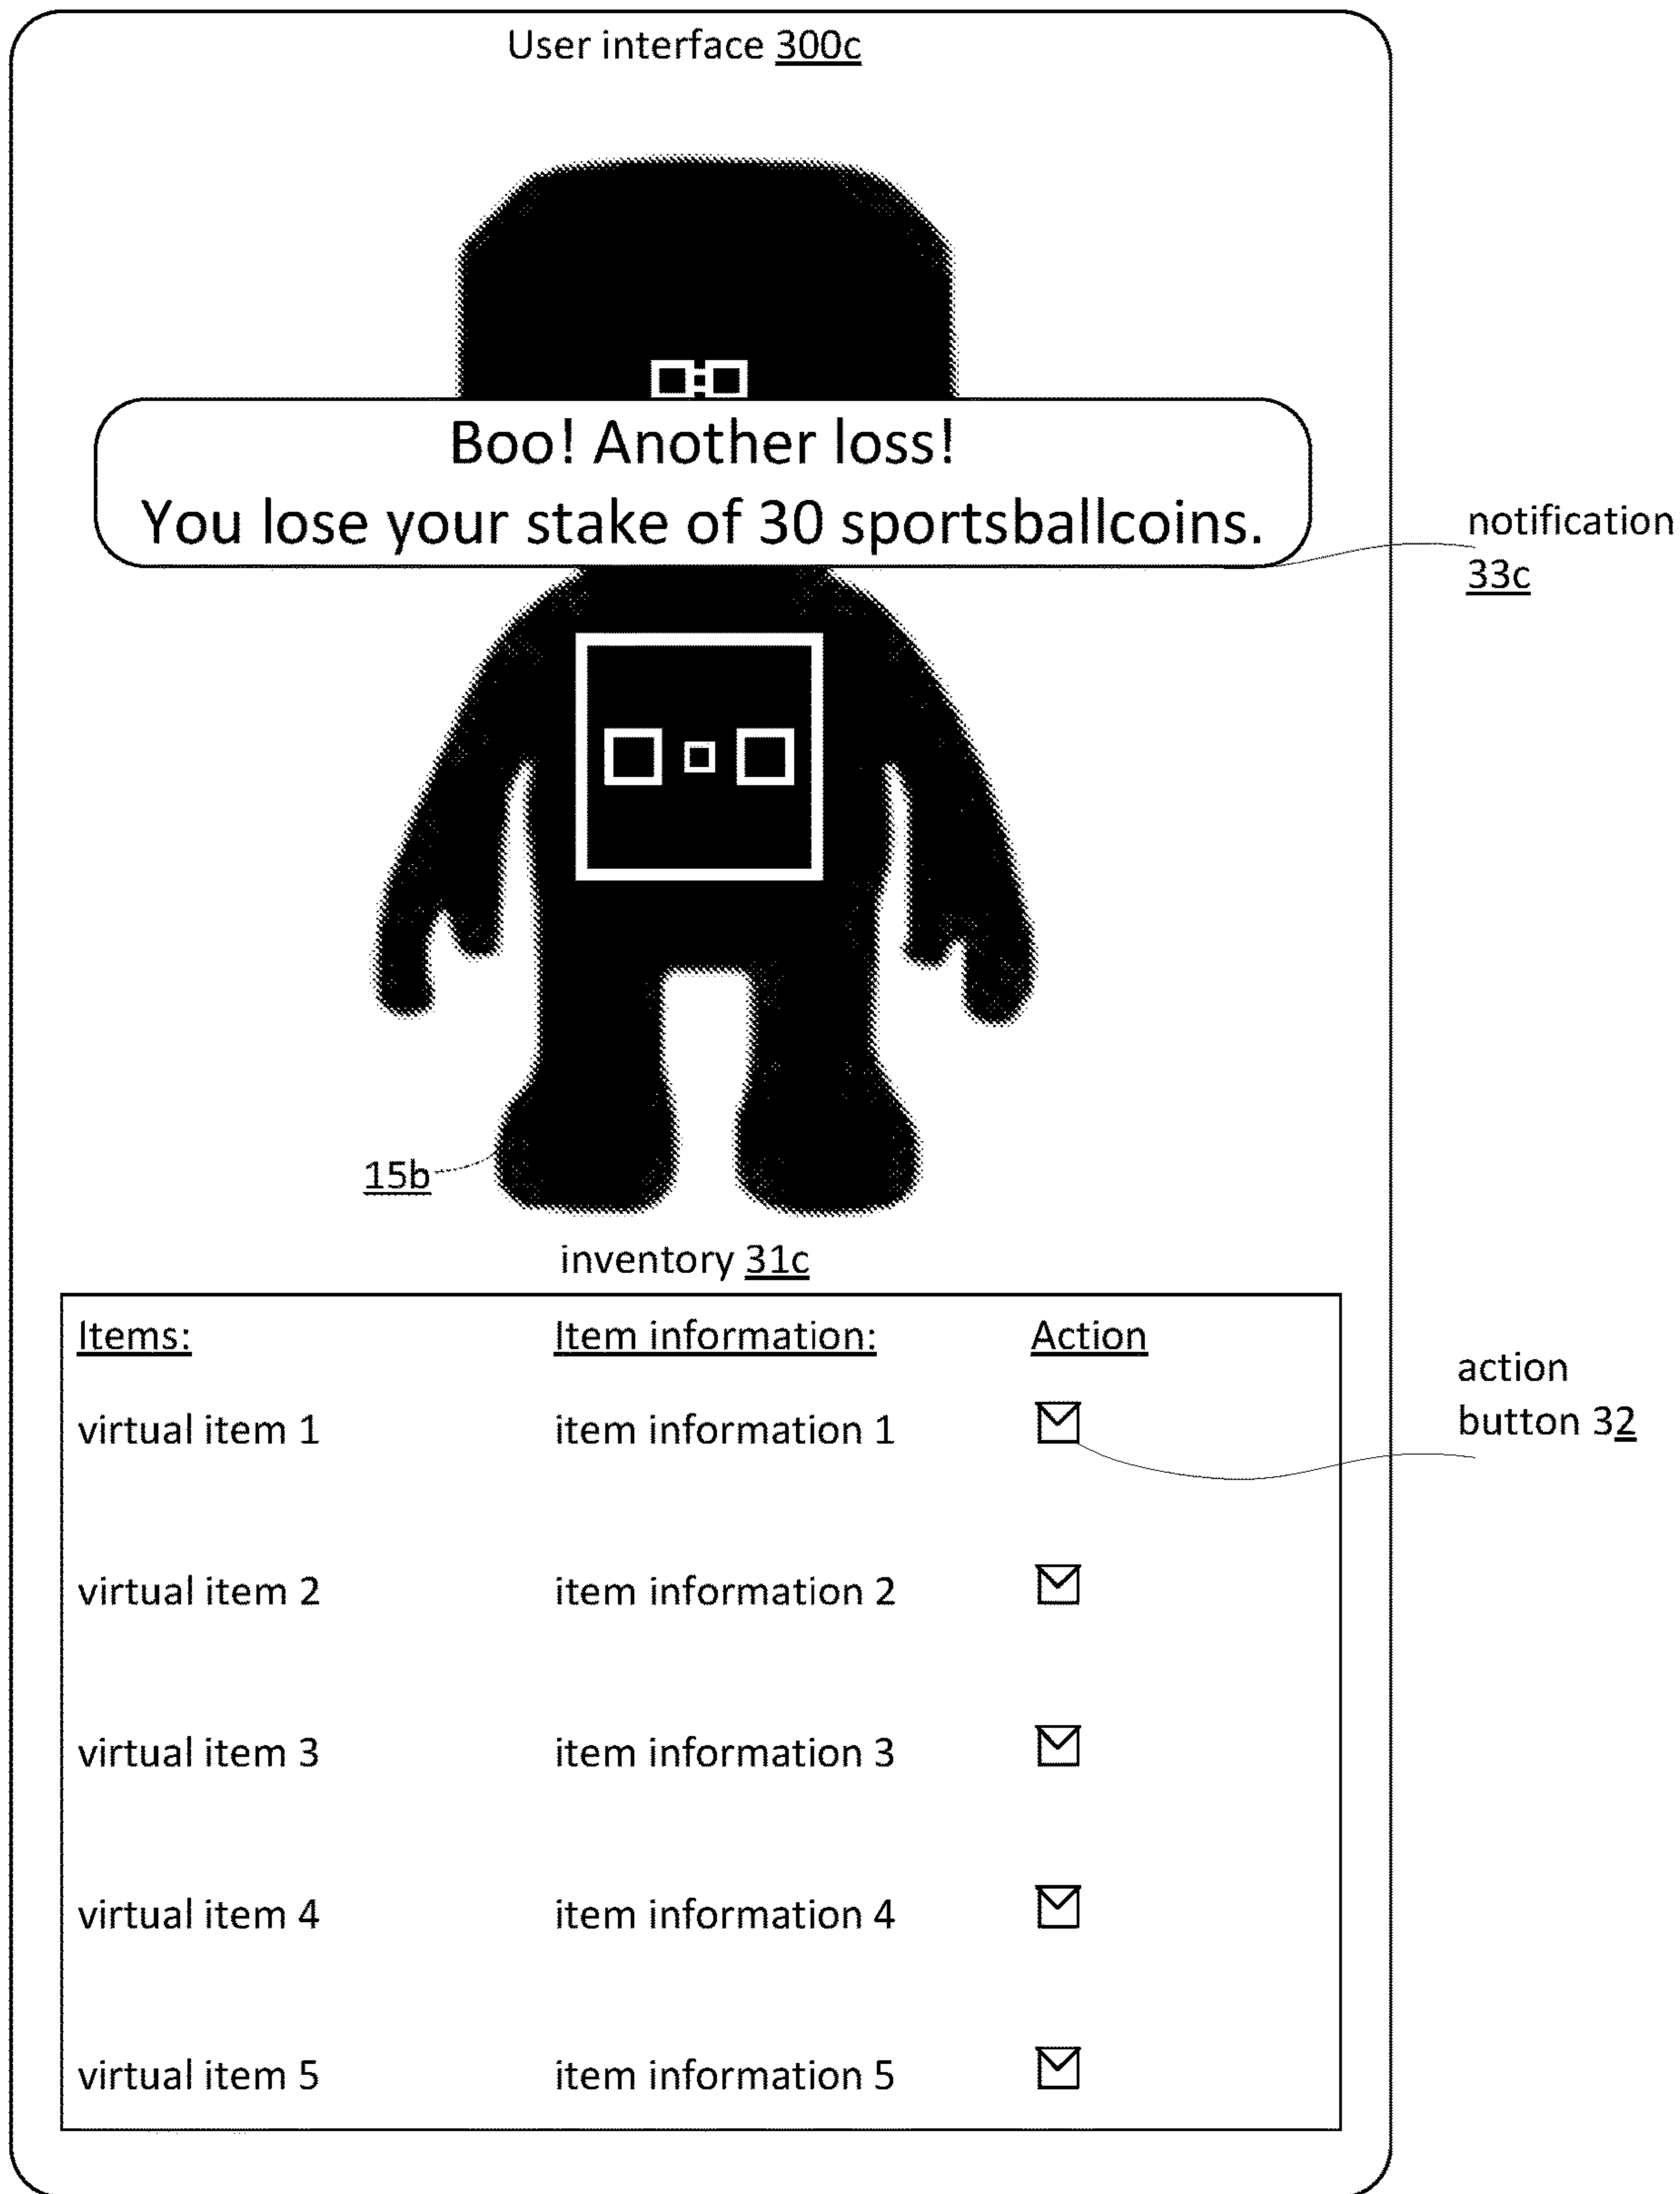 User interface 300c
Boo! Another loss!
You lose your stake of 30 sportsballcoins.
notification
33c
15b
inventory 31c
Items: Item information: Action
action
button 32
virtual item 1 item information 1
virtual item 2 item information 2
virtual item 3 item information 3
virtual item 4 item information 4
virtual item 5 item information 5